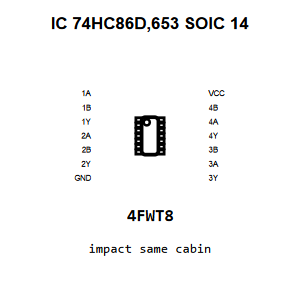 IC 74HC86D,653 SOIC 14
1A VCC
1B 4B
1Y 4A
2A 4Y
2B 3B
2Y 3A
GND 3Y
4FWT8
impact same cabin